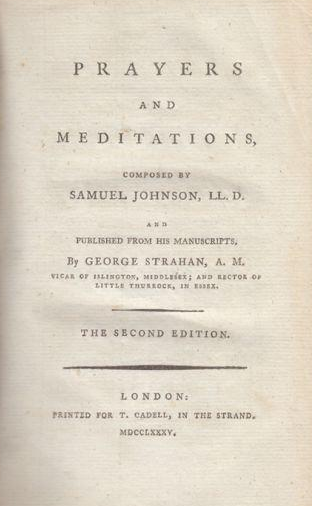 PRAYERS
AND
MEDITATIONS,
COMPOSED BY
SAMUEL JOHNSON, LL. D.
AND
PUBLISHED FROM HIS MANUSCRIPTS,
By GEORGE STRAHAN, A. M.
VICAR OF ISLINGTON, MIDDLESEX; AND RECTOR OF
LITTLE THURROCK, IN ESSEX.
THE SECOND EDITION.
LONDON:
PRINTED FOR T. CADELL, IN THE STRAND.
MDCCLXXXV.